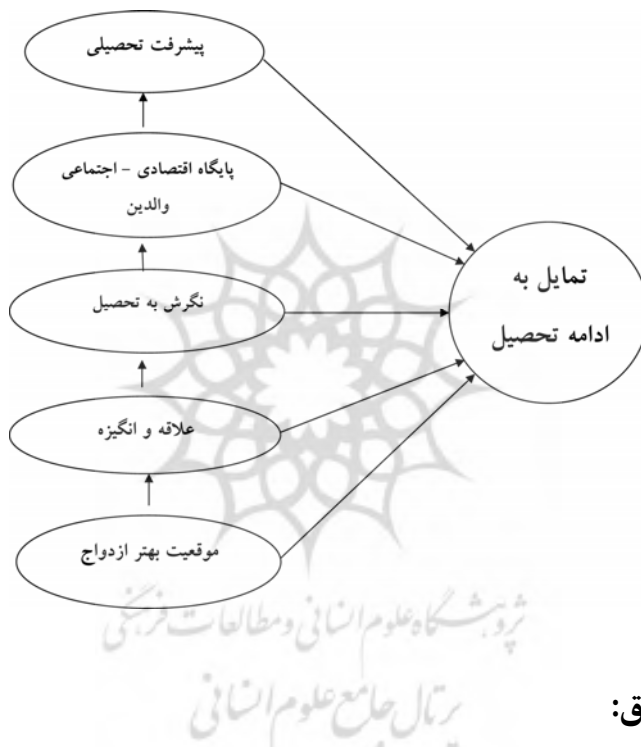 پیشرفت تحصیلی
پایگاه اقتصادی - اجتماعی
والدین
نگرش به تحصیل
علاقه و انگیزه
موقعیت بهتر ازدواج
تمایل به
ادامه تحصیل
پژوهشگاه علوم انسانی و مطالعات فرهنگی
پرتال جامع علوم انسانی
ق: